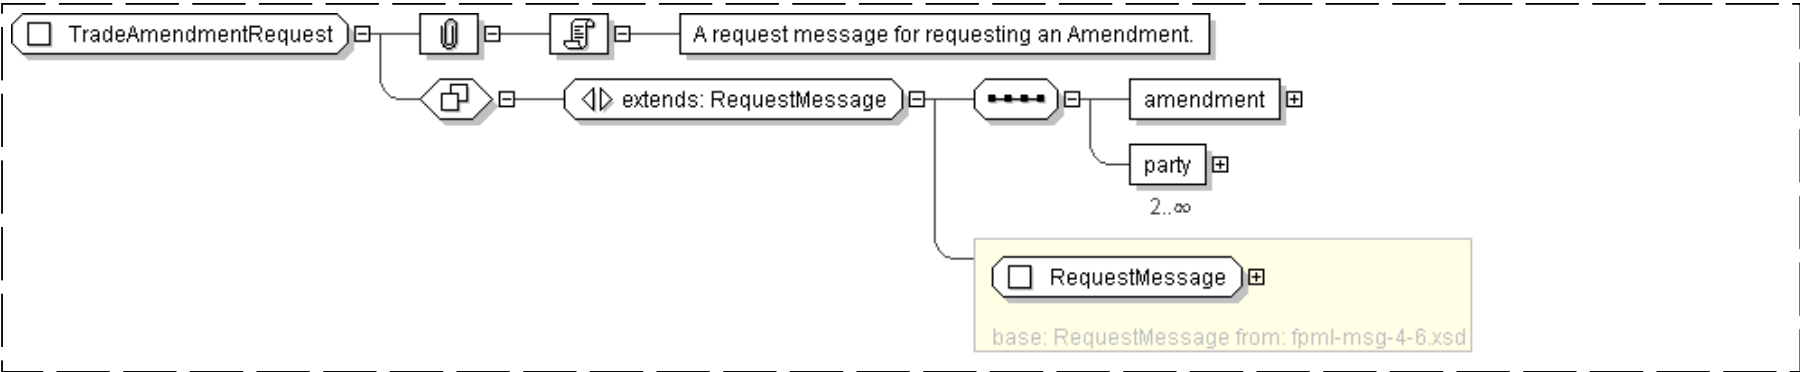 TradeAmendmentRequest
A request message for requesting an Amendment.
extends: RequestMessage
amendment
party
2..∞
RequestMessage
base: RequestMessage from: fpml-msg-4-6.xsd